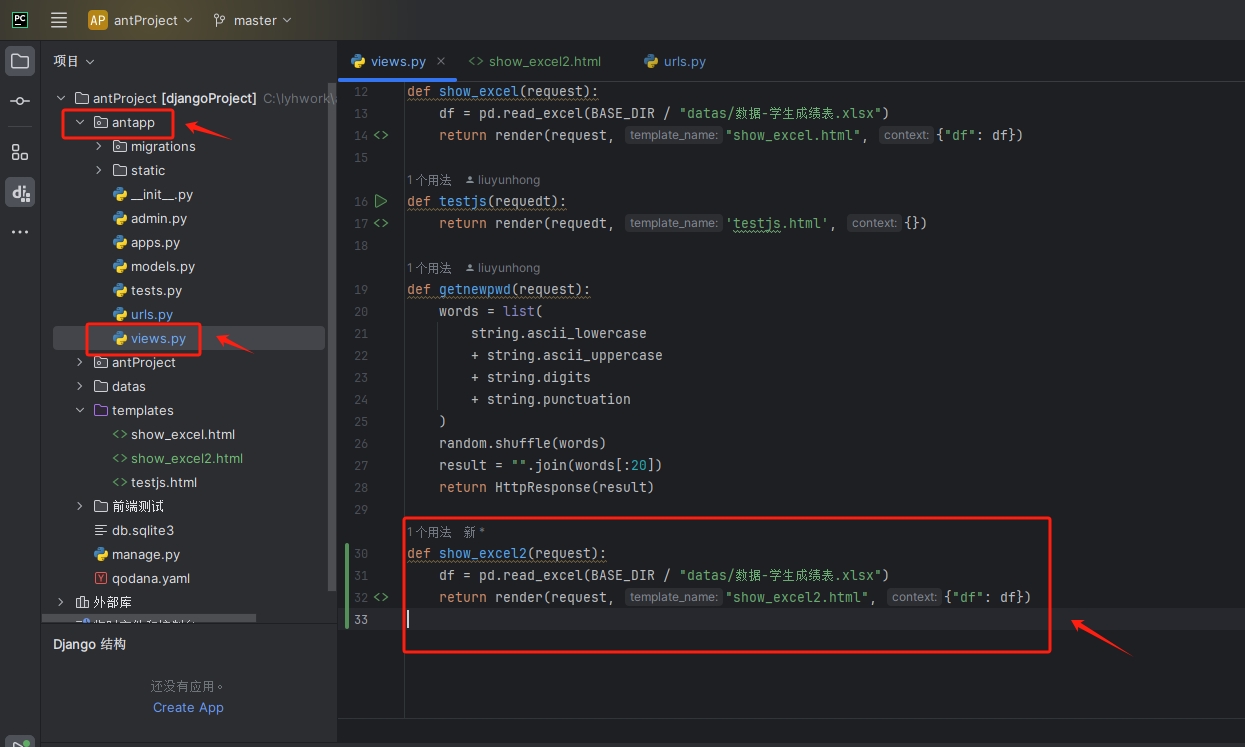 PC
AP antProject master
项目
antProject [djangoProject] C:\lyhwork\
antapp
migrations
static
__init__.py
admin.py
apps.py
models.py
tests.py
urls.py
views.py
antProject
datas
templates
show_excel.html
show_excel2.html
testjs.html
前端测试
db.sqlite3
manage.py
qodana.yaml
外部库
Django 结构
还没有应用。
Create App
views.py
show_excel2.html
urls.py
12 def show_excel(request):
13 df = pd.read_excel(BASE_DIR / "datas/数据-学生成绩表.xlsx")
14 return render(request, template_name: "show_excel.html", context: {"df": df})
15
1个用法 liuyunhong
16 def testjs(requedt):
17 return render(requedt, template_name: 'testjs.html', context: {})
18
1个用法 liuyunhong
19 def getnewpwd(request):
20 words = list(
21 string.ascii_lowercase
22 + string.ascii_uppercase
23 + string.digits
24 + string.punctuation
25 )
26 random.shuffle(words)
27 result = "".join(words[:20])
28 return HttpResponse(result)
29
1个用法 新 *
30 def show_excel2(request):
31 df = pd.read_excel(BASE_DIR / "datas/数据-学生成绩表.xlsx")
32 return render(request, template_name: "show_excel2.html", context: {"df": df})
33